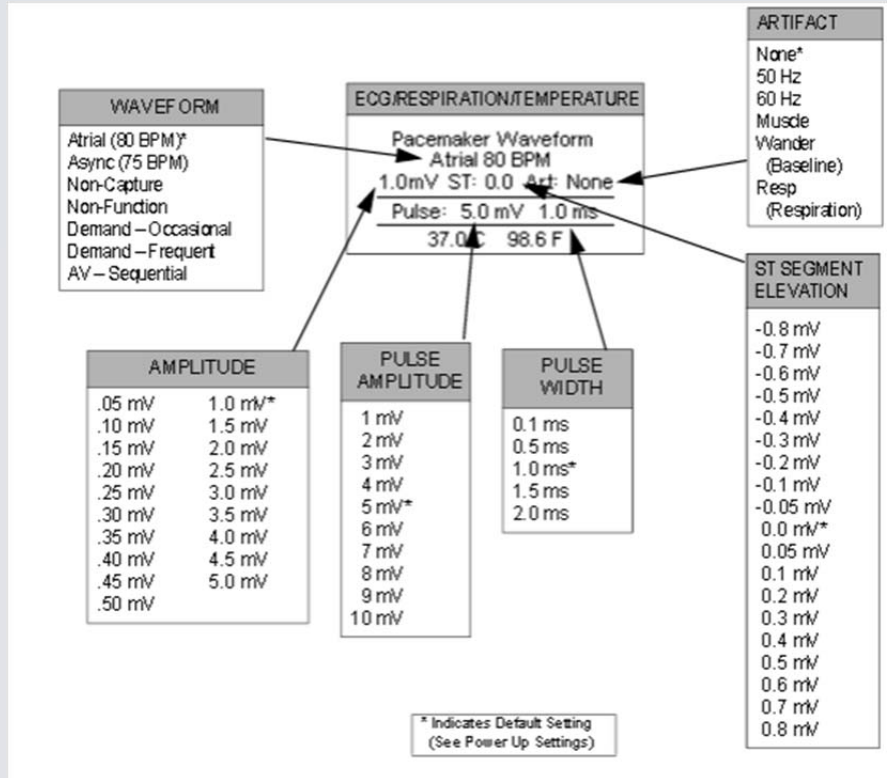 ARTIFACT
None*
50 Hz
60 Hz
Muscle
Wander
(Baseline)
Resp
(Respiration)
WAVEFORM
Atrial (80 BPM)*
Async (75 BPM)
Non-Capture
Non-Function
Demand – Occasional
Demand – Frequent
AV – Sequential
ECG/RESPIRATION/TEMPERATURE
Pacemaker Waveform
Atrial 80 BPM
1.0mV ST: 0.0 Art: None
Pulse: 5.0 mV 1.0 ms
37.0 C 98.6 F
ST SEGMENT
ELEVATION
-0.8 mV
-0.7 mV
-0.6 mV
-0.5 mV
-0.4 mV
-0.3 mV
-0.2 mV
-0.1 mV
-0.05 mV
0.0 mV*
0.05 mV
0.1 mV
0.2 mV
0.3 mV
0.4 mV
0.5 mV
0.6 mV
0.7 mV
0.8 mV
AMPLITUDE
.05 mV 1.0 mV*
.10 mV 1.5 mV
.15 mV 2.0 mV
.20 mV 2.5 mV
.25 mV 3.0 mV
.30 mV 3.5 mV
.35 mV 4.0 mV
.40 mV 4.5 mV
.45 mV 5.0 mV
.50 mV
PULSE
AMPLITUDE
1 mV
2 mV
3 mV
4 mV
5 mV*
6 mV
7 mV
8 mV
9 mV
10 mV
PULSE
WIDTH
0.1 ms
0.5 ms
1.0 ms*
1.5 ms
2.0 ms
* Indicates Default Setting
(See Power Up Settings)